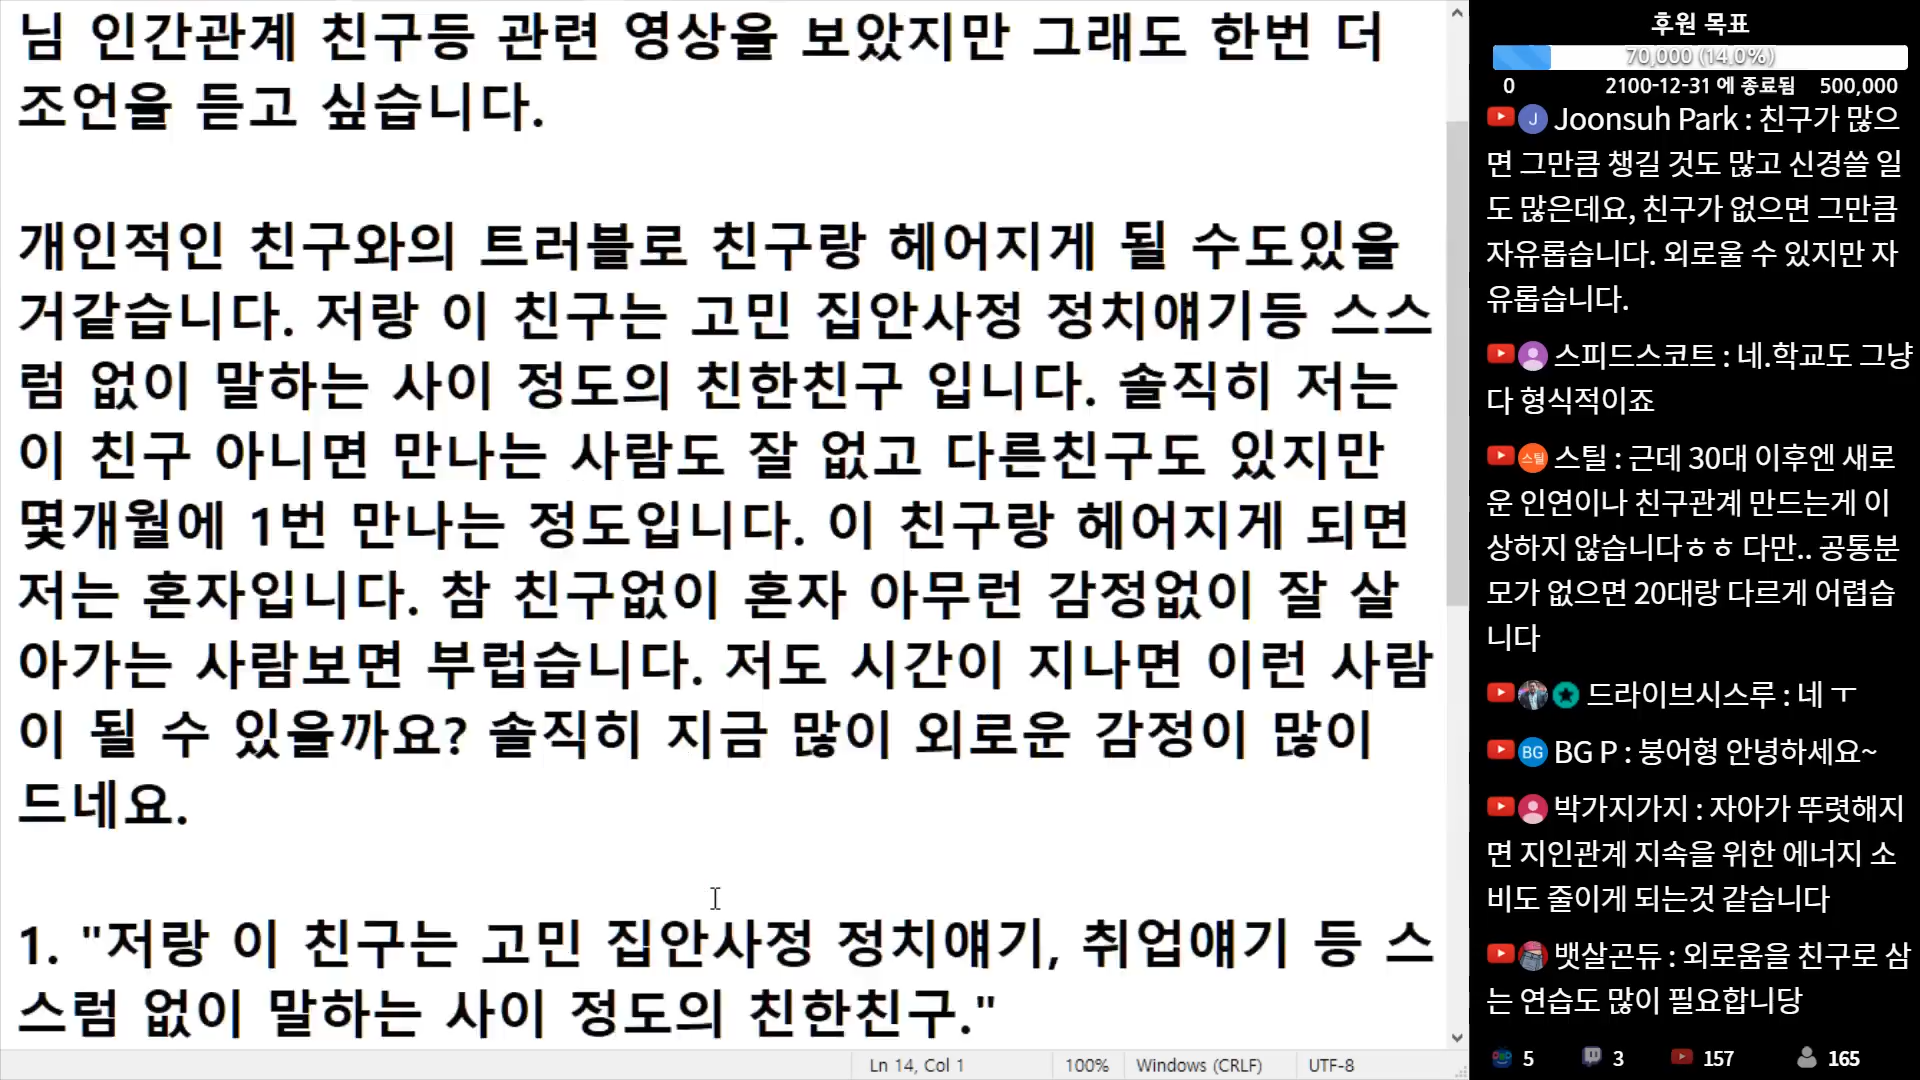 님 인간관계 친구등 관련 영상을 보았지만 그래도 한번 더
조언을 듣고 싶습니다.
개인적인 친구와의 트러블로 친구랑 헤어지게 될 수도있을
거같습니다. 저랑 이 친구는 고민 집안사정 정치얘기등 스스
럼 없이 말하는 사이 정도의 친한친구 입니다. 솔직히 저는
이 친구 아니면 만나는 사람도 잘 없고 다른친구도 있지만
몇개월에 1번 만나는 정도입니다. 이 친구랑 헤어지게 되면
저는 혼자입니다. 참 친구없이 혼자 아무런 감정없이 잘 살
아가는 사람보면 부럽습니다. 저도 시간이 지나면 이런 사람
이 될 수 있을까요? 솔직히 지금 많이 외로운 감정이 많이
드네요.
1. "저랑 이 친구는 고민 집안사정 정치얘기, 취업얘기 등 스
스럼 없이 말하는 사이 정도의 친한친구."
Ln 14, Col 1 100% Windows (CRLF) UTF-8
후원 목표
70,000 (14.0%)
0 2100-12-31 에 종료됨 500,000
J Joonsuh Park : 친구가 많으
면 그만큼 챙길 것도 많고 신경쓸 일
도 많은데요, 친구가 없으면 그만큼
자유롭습니다. 외로울 수 있지만 자
유롭습니다.
스피드스코트 : 네.학교도 그냥
다 형식적이죠
스틸 스틸 : 근데 30대 이후엔 새로
운 인연이나 친구관계 만드는게 이
상하지 않습니다ㅎㅎ 다만.. 공통분
모가 없으면 20대랑 다르게 어렵습
니다
드라이브시스루 : 네 ㅜ
BG BG P : 붕어형 안녕하세요~
박가지가지 : 자아가 뚜렷해지
면 지인관계 지속을 위한 에너지 소
비도 줄이게 되는것 같습니다
뱃살곤듀 : 외로움을 친구로 삼
는 연습도 많이 필요합니당
5 3 157 165